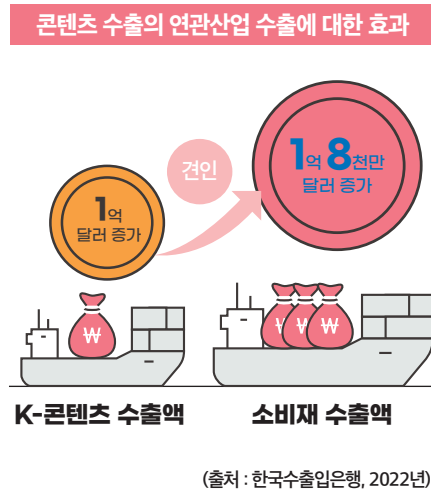 콘텐츠 수출의 연관산업 수출에 대한 효과
1억 8천만
달러 증가
견인
1억
달러 증가
₩
₩ ₩ ₩
K-콘텐츠 수출액
소비재 수출액
(출처 : 한국수출입은행, 2022년)